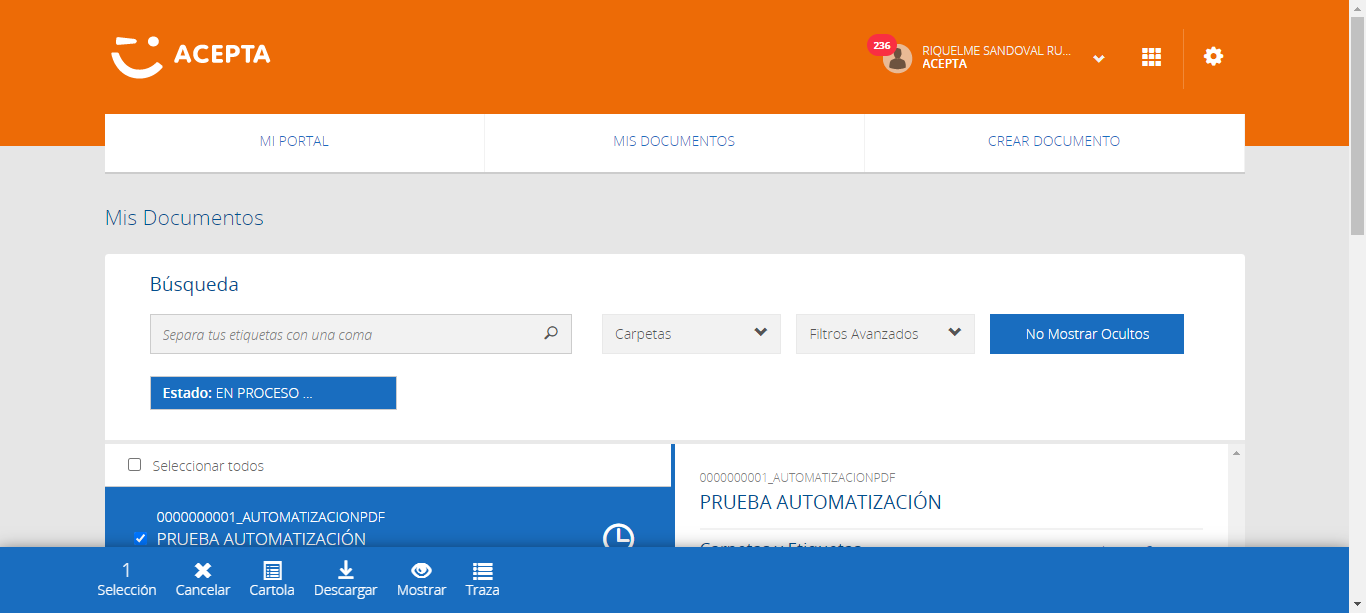 ACEPTA
236
RIQUELME SANDOVAL RU...
ACEPTA
MI PORTAL
MIS DOCUMENTOS
CREAR DOCUMENTO
Mis Documentos
Búsqueda
Separa tus etiquetas con una coma
Carpetas
Filtros Avanzados
No Mostrar Ocultos
Estado: EN PROCESO ...
Seleccionar todos
0000000001_AUTOMATIZACIONPDF
PRUEBA AUTOMATIZACIÓN
0000000001_AUTOMATIZACIONPDF
PRUEBA AUTOMATIZACIÓN
Carpetas y Etiquetas
1
Selección
Cancelar
Cartola
Descargar
Mostrar
Traza